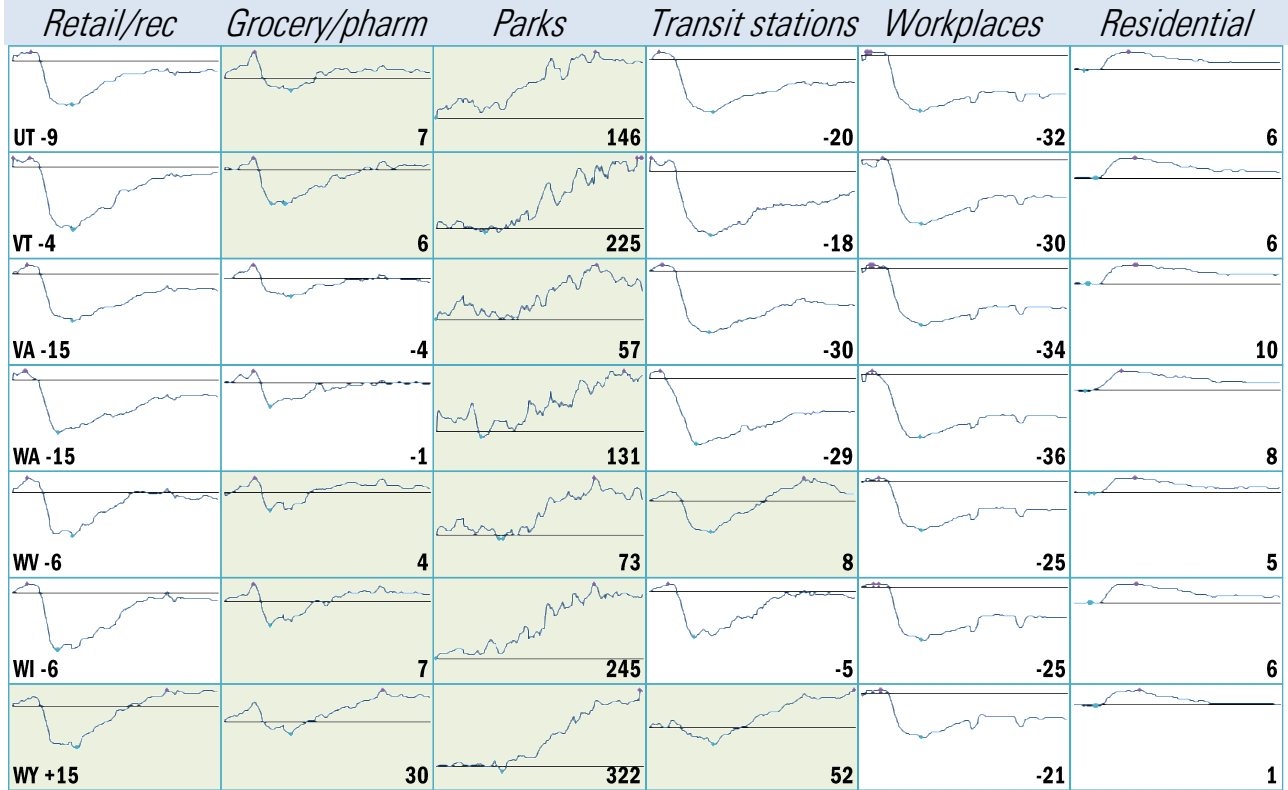 Retail/rec Grocery/pharm Parks Transit stations Workplaces Residential
UT -9 7 146 -20 -32 6
VT -4 6 225 -18 -30 6
VA -15 -4 57 -30 -34 10
WA -15 -1 131 -29 -36 8
WV -6 4 73 8 -25 5
WI -6 7 245 -5 -25 6
WY +15 30 322 52 -21 1